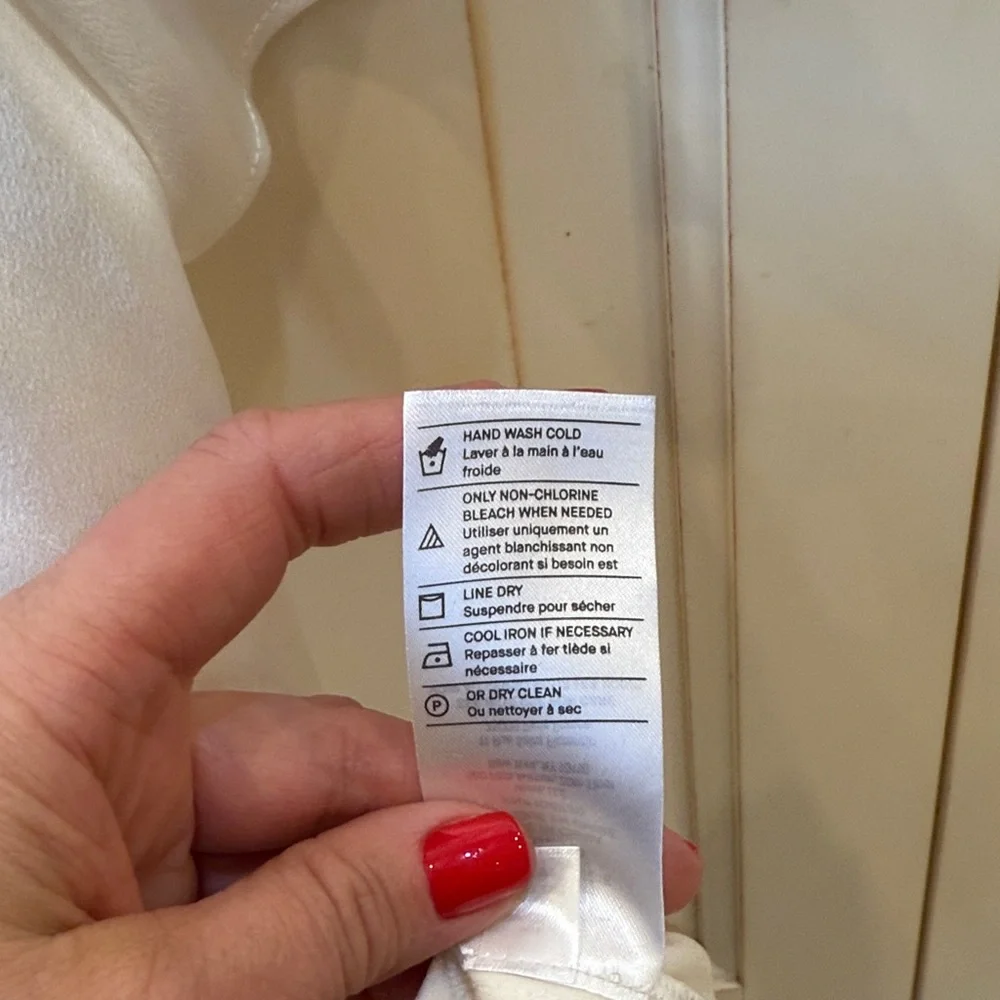 HAND WASH COLD
Laver à la main à l'eau
froide
ONLY NON-CHLORINE
BLEACH WHEN NEEDED
Utiliser uniquement un
agent blanchissant non
décolorant si besoin est
LINE DRY
Suspendre pour sécher
COOL IRON IF NECESSARY
Repasser à fer tiède si
nécessaire
P
OR DRY CLEAN
Ou nettoyer à sec